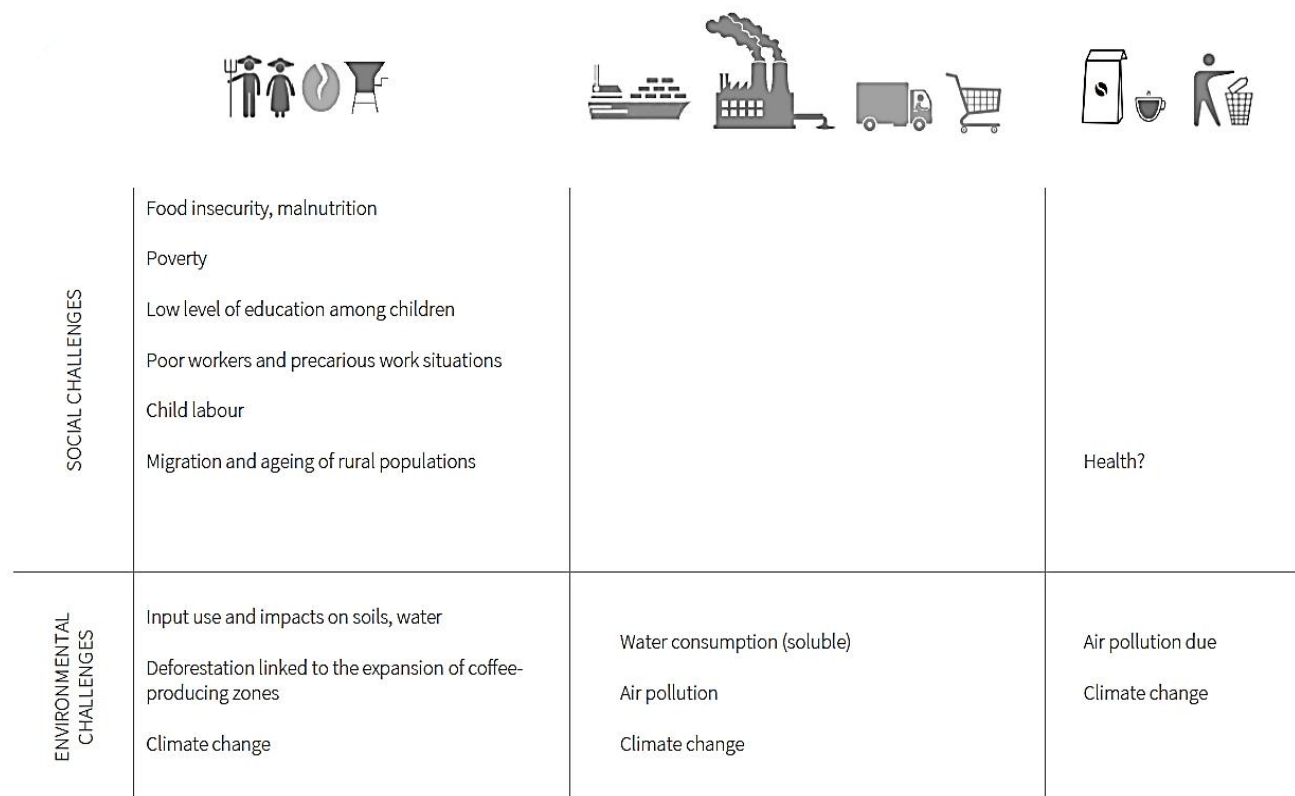 SOCIAL CHALLENGES
Food insecurity, malnutrition
Poverty
Low level of education among children
Poor workers and precarious work situations
Child labour
Migration and ageing of rural populations
Health?
ENVIRONMENTAL
CHALLENGES
Input use and impacts on soils, water
Deforestation linked to the expansion of coffee-
producing zones
Climate change
Water consumption (soluble)
Air pollution
Climate change
Air pollution due
Climate change